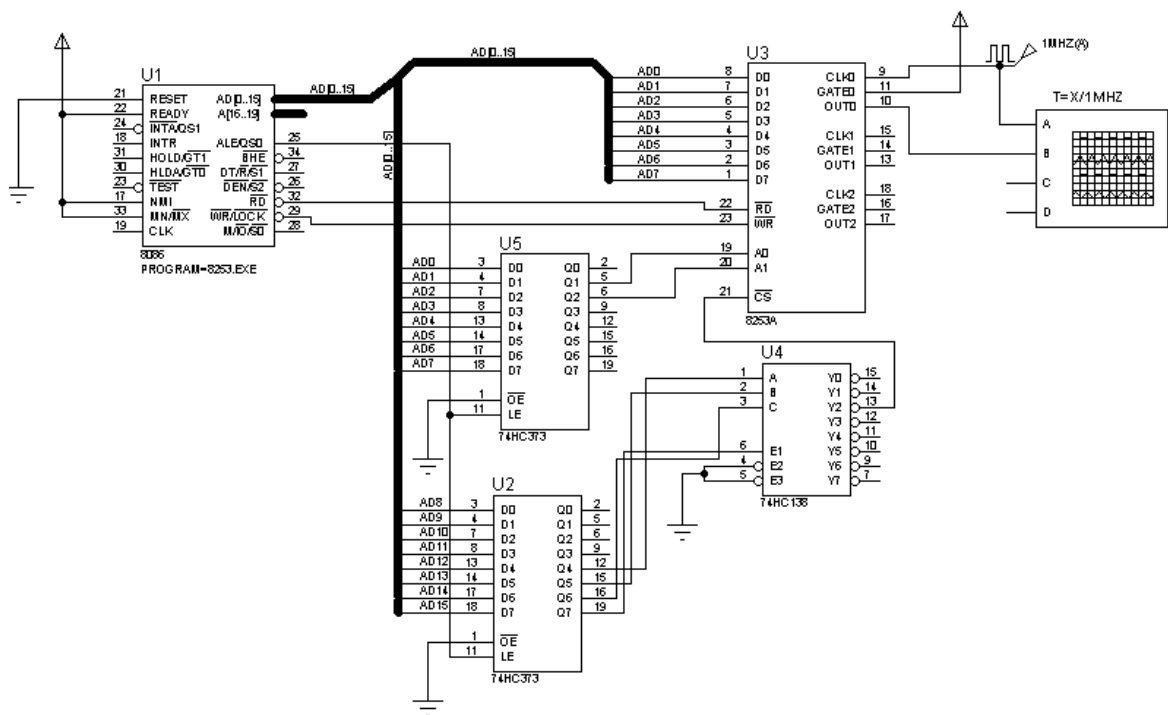 U1
21 RESET AD[0..15]
22 READY A[16..19]
24 INTA/QS1
18 INTR ALE/QS0 25
31 HOLD/GT1 BHE 34
30 HLDA/GT0 DT/R/S1 27
23 TEST DEN/S2 26
17 NMI RD 32
33 MN/MX WR/LOCK 29
19 CLK M/IO/S0 28
8086
PROGRAM=8253.EXE
AD[0..15]
AD[0..15]
AD[0..15]
U3
AD0 8 D0 CLK0 9
AD1 7 D1 GATE0 11
AD2 6 D2 OUT0 10
AD3 5 D3
AD4 4 D4 CLK1 15
AD5 3 D5 GATE1 14
AD6 2 D6 OUT1 13
AD7 1 D7
CLK2 18
22 RD GATE2 16
23 WR OUT2 17
19 A0
20 A1
21 CS
8253A
1MHZ(A)
T=X/1MHZ
A
B
C
D
U5
AD0 3 D0 Q0 2
AD1 4 D1 Q1 5
AD2 7 D2 Q2 6
AD3 8 D3 Q3 9
AD4 13 D4 Q4 12
AD5 14 D5 Q5 15
AD6 17 D6 Q6 16
AD7 18 D7 Q7 19
1 OE
11 LE
74HC373
U4
1 A Y0 15
2 B Y1 14
3 C Y2 13
Y3 12
Y4 11
6 E1 Y5 10
4 E2 Y6 9
5 E3 Y7 7
74HC138
U2
AD8 3 D0 Q0 2
AD9 4 D1 Q1 5
AD10 7 D2 Q2 6
AD11 8 D3 Q3 9
AD12 13 D4 Q4 12
AD13 14 D5 Q5 15
AD14 17 D6 Q6 16
AD15 18 D7 Q7 19
1 OE
11 LE
74HC373